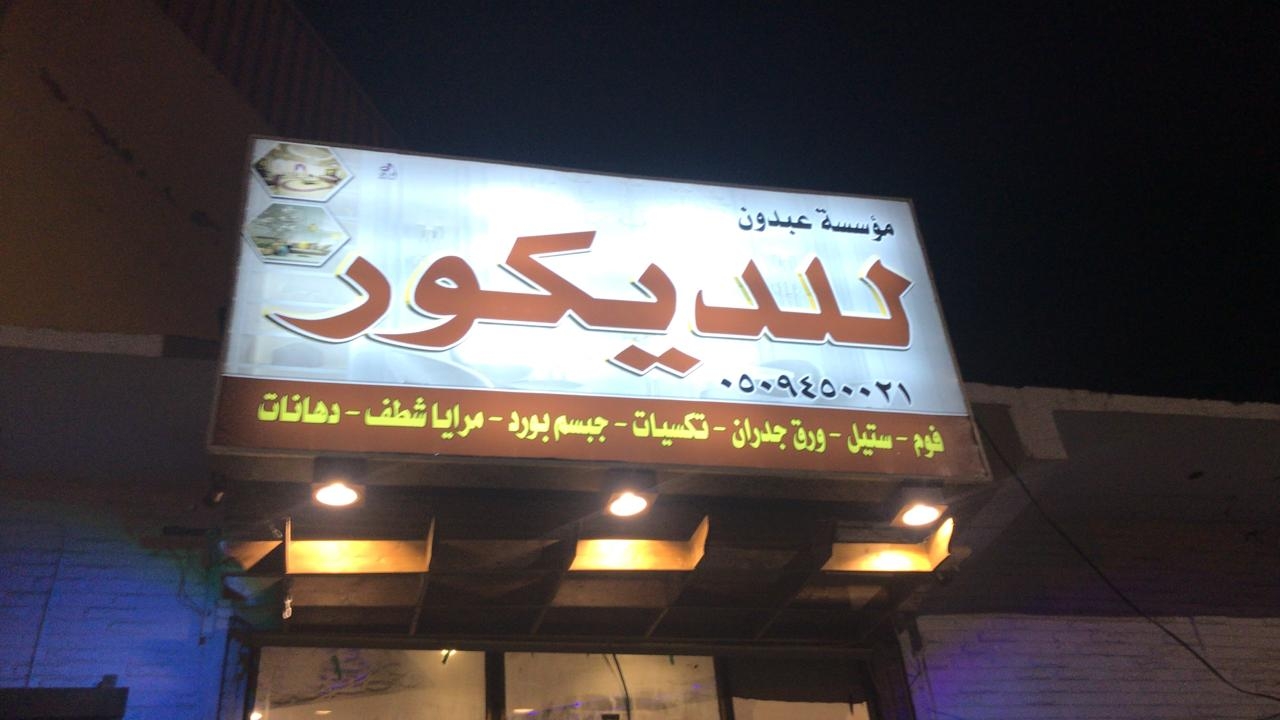 مؤسسة عبدون
للديكور
٠٥٠٩٤٥٠٠٢١
فوم - ستيل - ورق جدران - تكسيات - جبسم بورد - مرايا شطف - دهانات